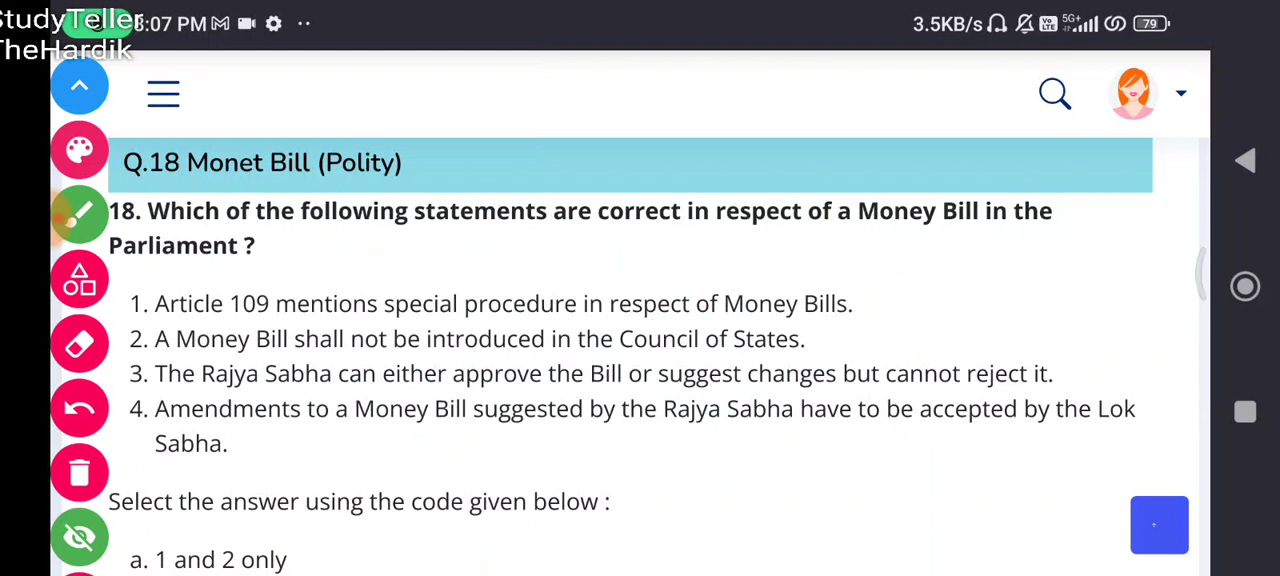 StudyTeller
TheHardik
8:07 PM
3.5KB/s
5G+
79
Q.18 Monet Bill (Polity)
18. Which of the following statements are correct in respect of a Money Bill in the
Parliament ?
1. Article 109 mentions special procedure in respect of Money Bills.
2. A Money Bill shall not be introduced in the Council of States.
3. The Rajya Sabha can either approve the Bill or suggest changes but cannot reject it.
4. Amendments to a Money Bill suggested by the Rajya Sabha have to be accepted by the Lok
Sabha.
Select the answer using the code given below :
a. 1 and 2 only